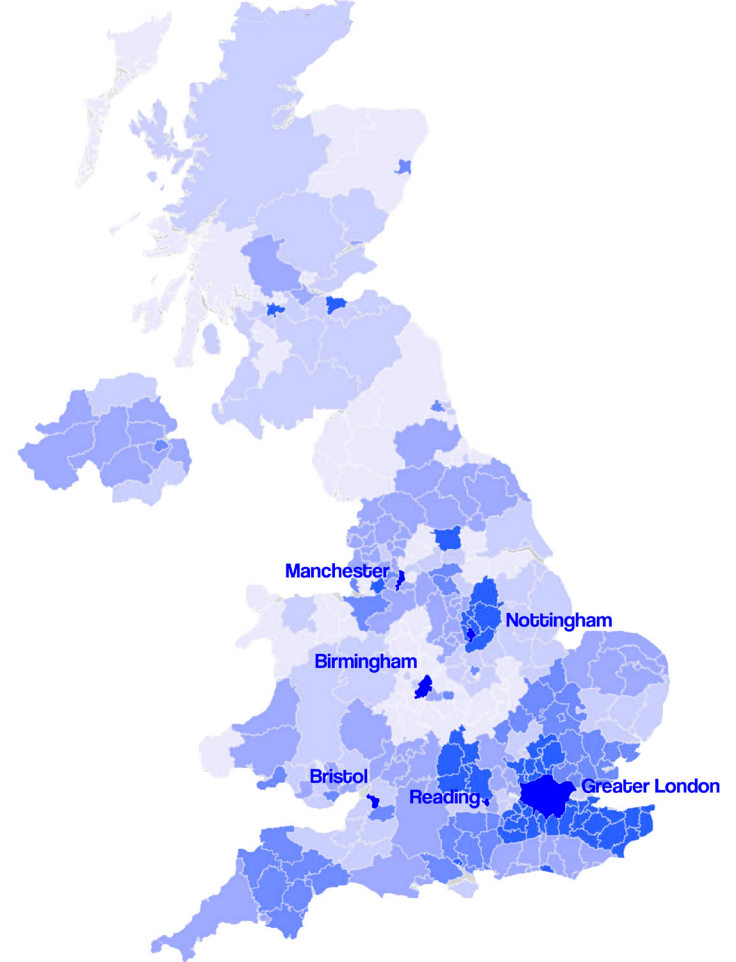 Manchester
Nottingham
Birmingham
Bristol
Reading
Greater London